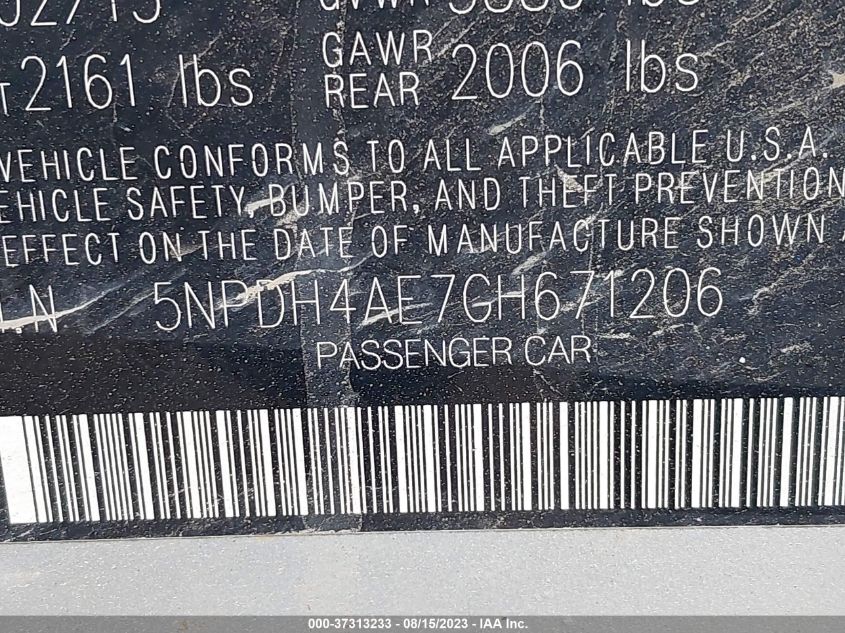 GAWR
REAR 2006 lbs
2161 lbs
VEHICLE CONFORMS TO ALL APPLICABLE U.S.A.
VEHICLE SAFETY, BUMPER, AND THEFT PREVENTION
EFFECT ON THE DATE OF MANUFACTURE SHOWN
5NPDH4AE7GH671206
PASSENGER CAR
000-37313233 - 08/15/2023 - IAA Inc.